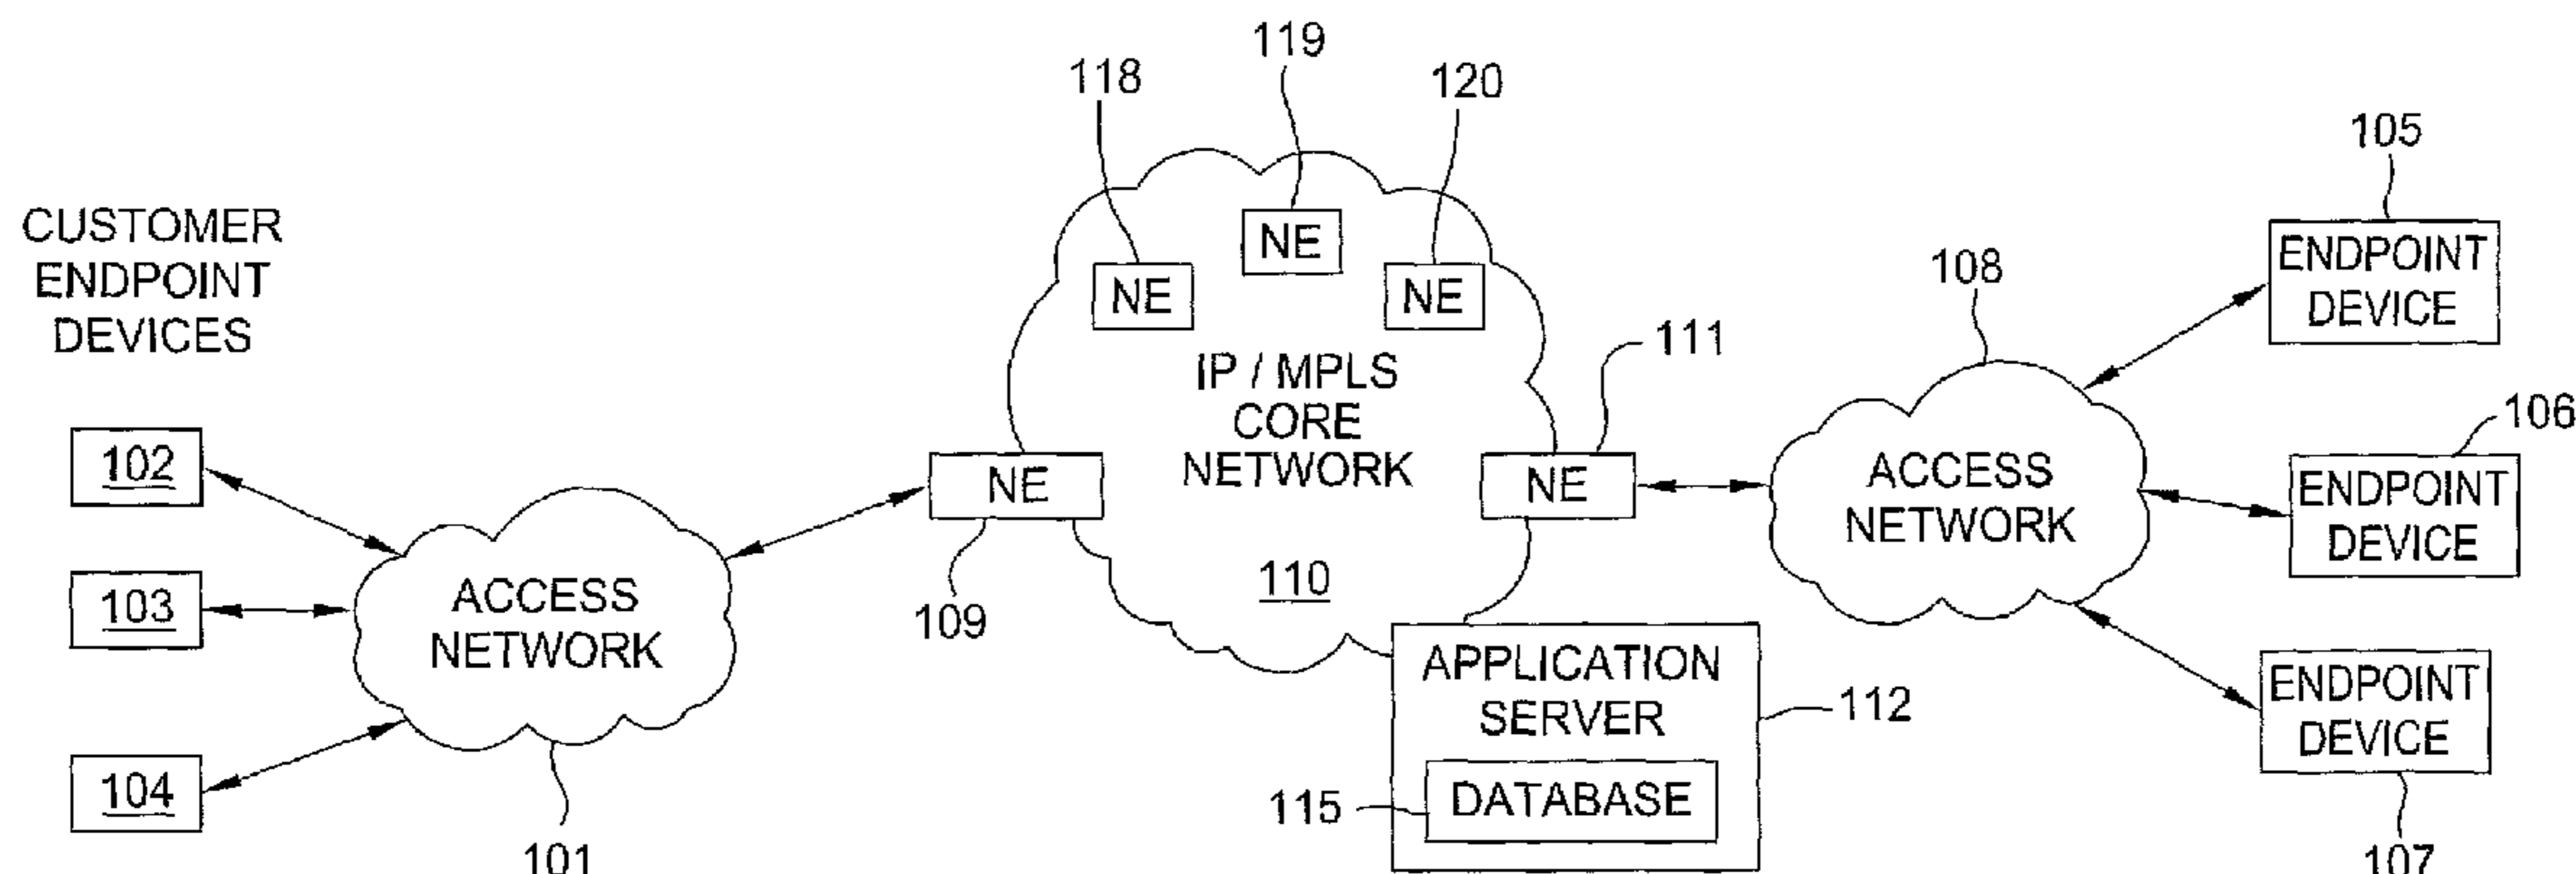 119
118
120
105
CUSTOMER
ENDPOINT
DEVICES
NE
NE
NE
108
ENDPOINT
DEVICE
IP / MPLS
CORE
NETWORK
111
106
102
NE
NE
ACCESS
NETWORK
ENDPOINT
DEVICE
103
ACCESS
NETWORK
109
110
104
APPLICATION
SERVER
112
ENDPOINT
DEVICE
115
DATABASE
101
107